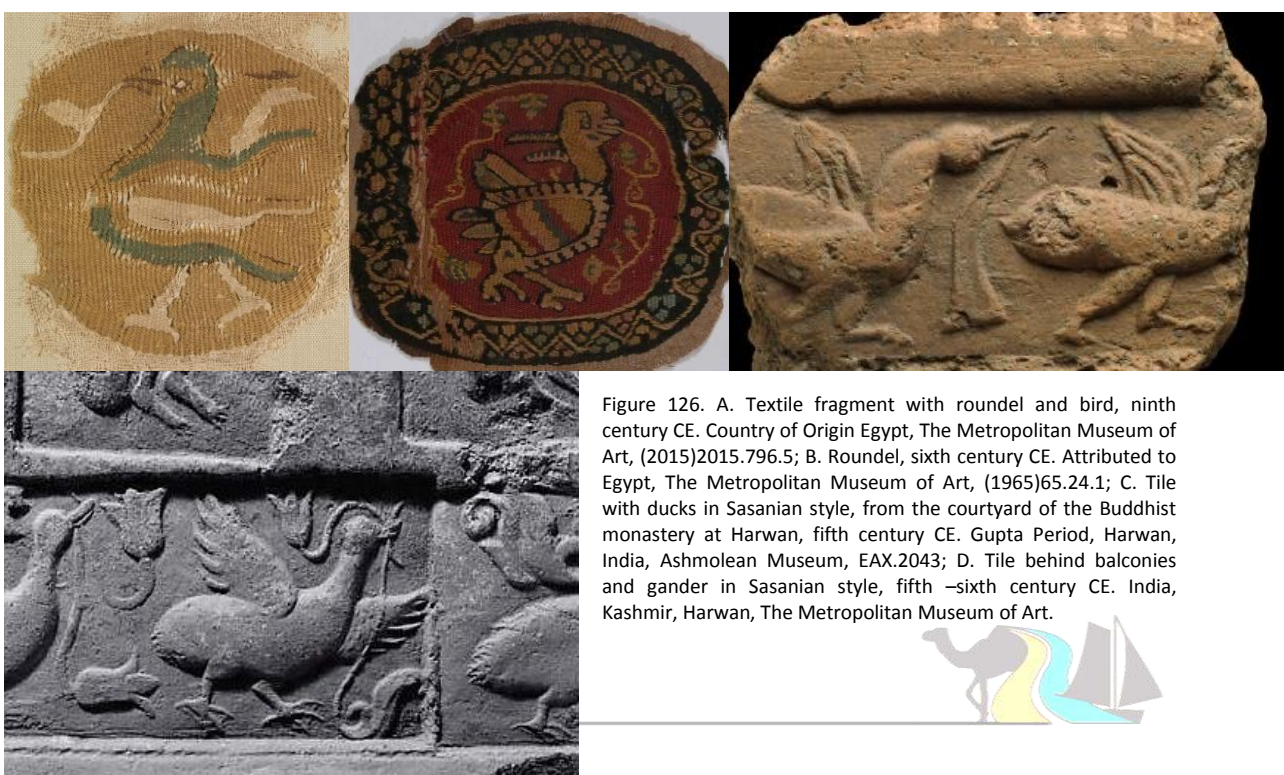 Figure 126. A. Textile fragment with roundel and bird, ninth
century CE. Country of Origin Egypt, The Metropolitan Museum of
Art, (2015)2015.796.5; B. Roundel, sixth century CE. Attributed to
Egypt, The Metropolitan Museum of Art, (1965)65.24.1; C. Tile
with ducks in Sasanian style, from the courtyard of the Buddhist
monastery at Harwan, fifth century CE. Gupta Period, Harwan,
India, Ashmolean Museum, EAX.2043; D. Tile behind balconies
and gander in Sasanian style, fifth –sixth century CE. India,
Kashmir, Harwan, The Metropolitan Museum of Art.